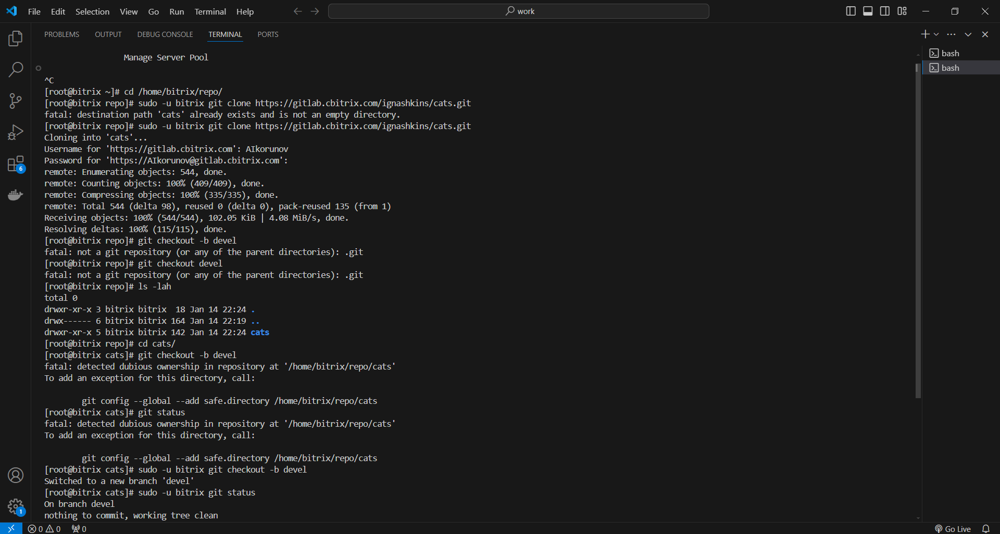 File Edit Selection View Go Run Terminal Help work
PROBLEMS OUTPUT DEBUG CONSOLE TERMINAL PORTS
Manage Server Pool
^C
[root@bitrix ~]# cd /home/bitrix/repo/
[root@bitrix repo]# sudo -u bitrix git clone https://gitlab.cbitrix.com/ignashkins/cats.git
fatal: destination path 'cats' already exists and is not an empty directory.
[root@bitrix repo]# sudo -u bitrix git clone https://gitlab.cbitrix.com/ignashkins/cats.git
Cloning into 'cats'...
Username for 'https://gitlab.cbitrix.com': AIkorunov
Password for 'https://AIkorunov@gitlab.cbitrix.com':
remote: Enumerating objects: 544, done.
remote: Counting objects: 100% (409/409), done.
remote: Compressing objects: 100% (335/335), done.
remote: Total 544 (delta 98), reused 0 (delta 0), pack-reused 135 (from 1)
Receiving objects: 100% (544/544), 102.05 KiB | 4.08 MiB/s, done.
Resolving deltas: 100% (115/115), done.
[root@bitrix repo]# git checkout -b devel
fatal: not a git repository (or any of the parent directories): .git
[root@bitrix repo]# git checkout devel
fatal: not a git repository (or any of the parent directories): .git
[root@bitrix repo]# ls -lah
total 0
drwxr-xr-x 3 bitrix bitrix  18 Jan 14 22:24 .
drwx------ 6 bitrix bitrix 164 Jan 14 22:19 ..
drwxr-xr-x 5 bitrix bitrix 142 Jan 14 22:24 cats
[root@bitrix repo]# cd cats/
[root@bitrix cats]# git checkout -b devel
fatal: detected dubious ownership in repository at '/home/bitrix/repo/cats'
To add an exception for this directory, call:
git config --global --add safe.directory /home/bitrix/repo/cats
[root@bitrix cats]# git status
fatal: detected dubious ownership in repository at '/home/bitrix/repo/cats'
To add an exception for this directory, call:
git config --global --add safe.directory /home/bitrix/repo/cats
[root@bitrix cats]# sudo -u bitrix git checkout -b devel
Switched to a new branch 'devel'
[root@bitrix cats]# sudo -u bitrix git status
On branch devel
nothing to commit, working tree clean
bash
bash
6
1
0 0 0 Go Live